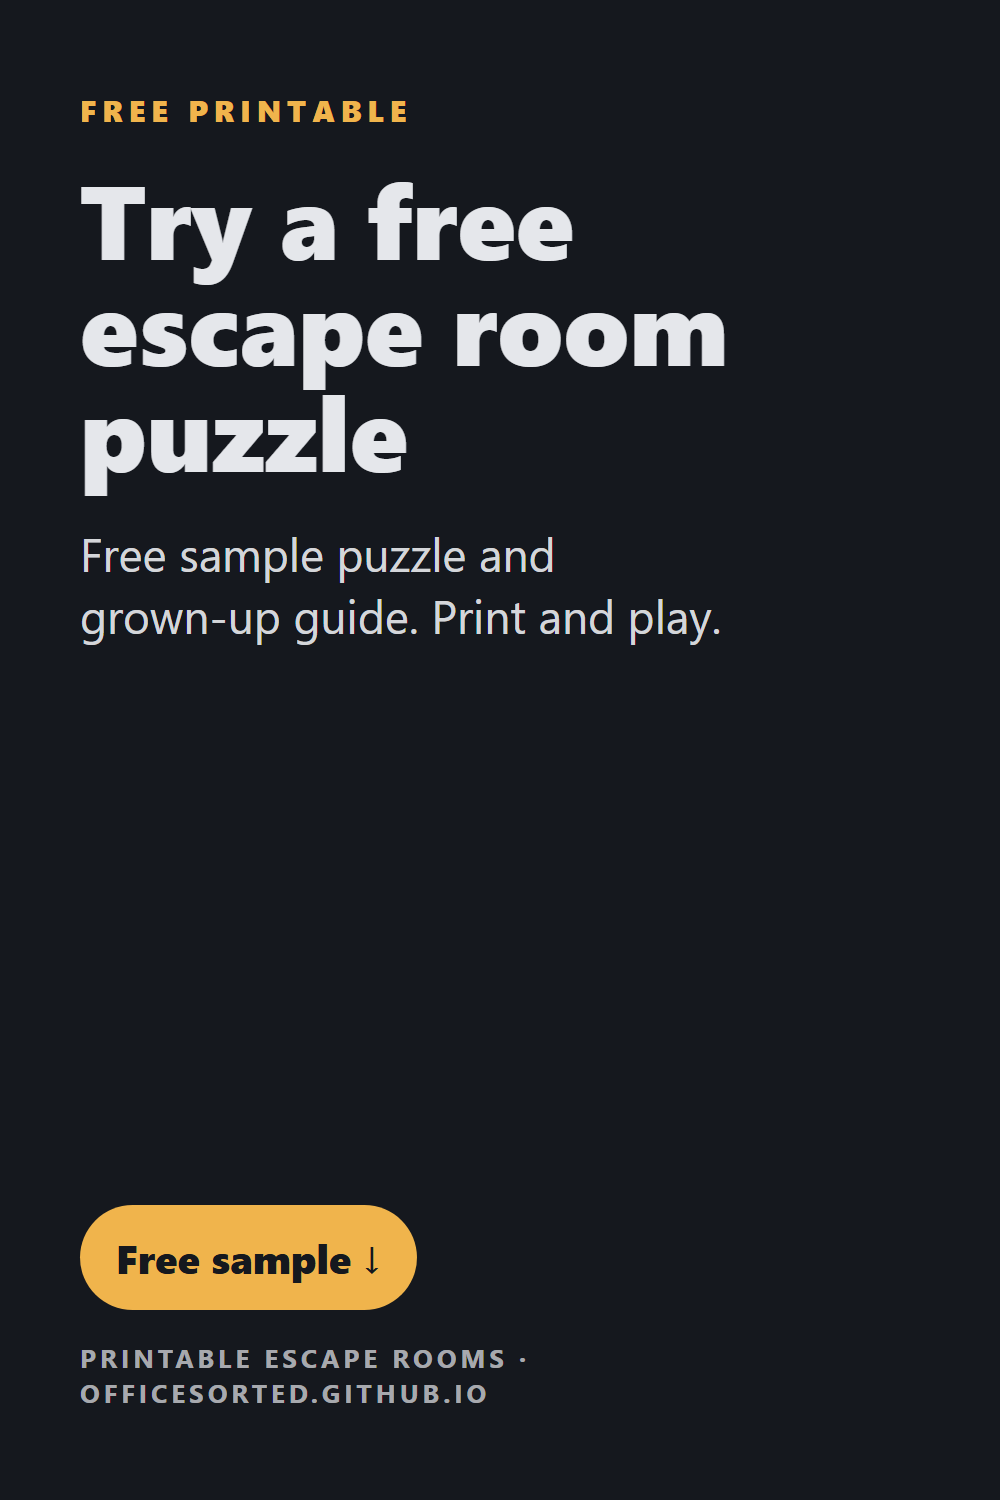 FREE PRINTABLE
Try a free
escape room
puzzle
Free sample puzzle and
grown-up guide. Print and play.
Free sample ↓
PRINTABLE ESCAPE ROOMS ·
OFFICESORTED.GITHUB.IO